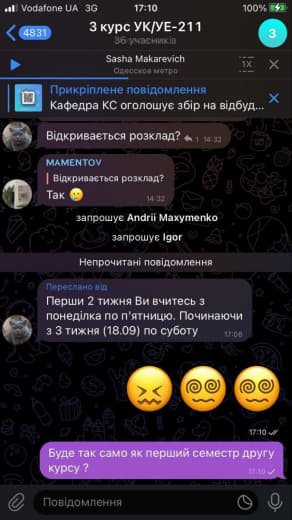 Vodafone UA 3G 17:10 100%
4831
3 курс УК/УЕ-211
36 учасників
3
Sasha Makarevich
Одесское метро
1X
Прикріплене повідомлення
Кафедра КС оголошує збір на відбуд...
Відкривається розклад?
1 14:32
MAMENTOV
Відкривається розклад?
Так
14:32
запрошує Andrii Maxymenko
запрошує Igor
Непрочитані повідомлення
Переслано від
Перши 2 тижня Ви вчитесь з
понеділка по п'ятницю. Починаючи
з 3 тижня (18.09) по суботу
17:08
17:10
Буде так само як перший семестр другу
курсу ?
17:10
Повідомлення